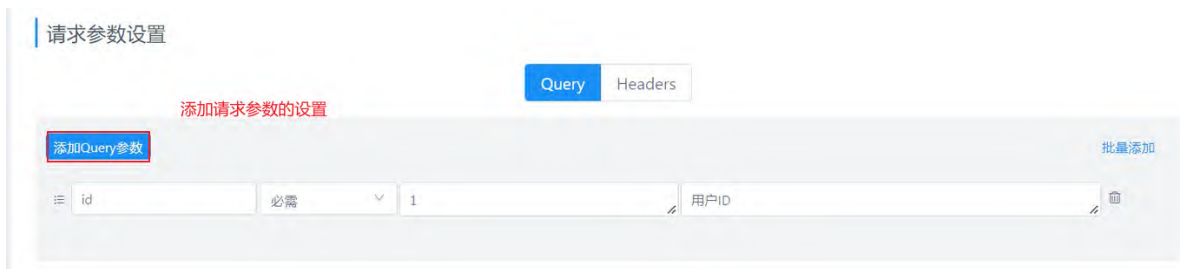 请求参数设置
Query Headers
添加请求参数的设置
添加Query参数 批量添加
id 必需 1 用户ID